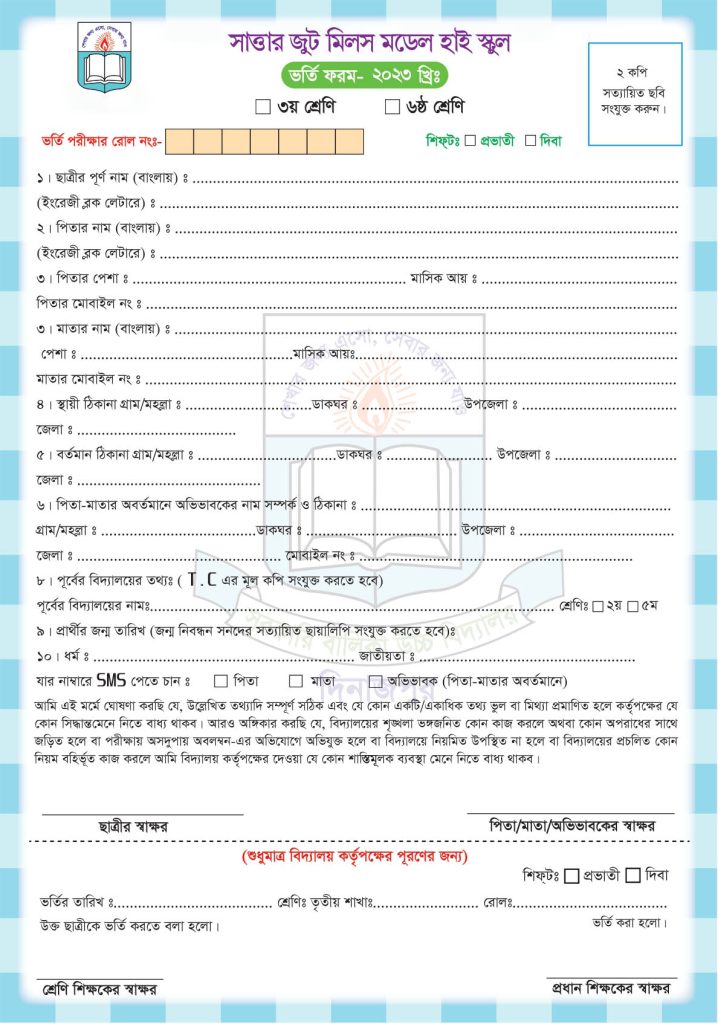 সাত্তার জুট মিলস মডেল হাই স্কুল
ভর্তি ফরম- ২০২৩ খ্রিঃ
২ কপি
সত্যায়িত ছবি
সংযুক্ত করুন।
৩য় শ্রেণি ৬ষ্ঠ শ্রেণি
ভর্তি পরীক্ষার রোল নংঃ- শিফ্টঃ প্রভাতী দিবা
১। ছাত্রীর পূর্ণ নাম (বাংলায়) ঃ
(ইংরেজী ব্লক লেটারে) ঃ
২। পিতার নাম (বাংলায়) ঃ
(ইংরেজী ব্লক লেটারে) ঃ
৩। পিতার পেশা ঃ মাসিক আয় ঃ
পিতার মোবাইল নং ঃ
৩। মাতার নাম (বাংলায়) ঃ
পেশা ঃ মাসিক আয়ঃ
মাতার মোবাইল নং ঃ
৪। স্থায়ী ঠিকানা গ্রাম/মহল্লা ঃ ডাকঘর ঃ উপজেলা ঃ
জেলা ঃ
৫। বর্তমান ঠিকানা গ্রাম/মহল্লা ঃ ডাকঘর ঃ উপজেলা ঃ
জেলা ঃ
৬। পিতা-মাতার অবর্তমানে অভিভাবকের নাম সম্পর্ক ও ঠিকানা ঃ
গ্রাম/মহল্লা ঃ ডাকঘর ঃ উপজেলা ঃ
জেলা ঃ মোবাইল নং ঃ
৮। পূর্বের বিদ্যালয়ের তথ্যঃ ( T.C এর মূল কপি সংযুক্ত করতে হবে)
পূর্বের বিদ্যালয়ের নামঃ শ্রেণিঃ ২য় ৫ম
৯। প্রার্থীর জন্ম তারিখ (জন্ম নিবন্ধন সনদের সত্যায়িত ছায়ালিপি সংযুক্ত করতে হবে)ঃ
১০। ধর্ম ঃ জাতীয়তা ঃ
যার নাম্বারে SMS পেতে চান ঃ পিতা মাতা অভিভাবক (পিতা-মাতার অবর্তমানে)
আমি এই মর্মে ঘোষণা করছি যে, উল্লেখিত তথ্যাদি সম্পূর্ণ সঠিক এবং যে কোন একটি/একাধিক তথ্য ভুল বা মিথ্যা প্রমাণিত হলে কর্তৃপক্ষের যে
কোন সিদ্ধান্তমেনে নিতে বাধ্য থাকব। আরও অঙ্গিকার করছি যে, বিদ্যালয়ের শৃঙ্খলা ভঙ্গজনিত কোন কাজ করলে অথবা কোন অপরাধের সাথে
জড়িত হলে বা পরীক্ষায় অসদুপায় অবলম্বন-এর অভিযোগে অভিযুক্ত হলে বা বিদ্যালয়ে নিয়মিত উপস্থিত না হলে বা বিদ্যালয়ের প্রচলিত কোন
নিয়ম বহির্ভূত কাজ করলে আমি বিদ্যালয় কর্তৃপক্ষের দেওয়া যে কোন শাস্তিমূলক ব্যবস্থা মেনে নিতে বাধ্য থাকব।
সরকারি বালিকা উচ্চ বিদ্যালয়
দিনাজপুর
ছাত্রীর স্বাক্ষর পিতা/মাতা/অভিভাবকের স্বাক্ষর
(শুধুমাত্র বিদ্যালয় কর্তৃপক্ষের পূরণের জন্য)
শিফ্টঃ প্রভাতী দিবা
ভর্তির তারিখ ঃ শ্রেণিঃ তৃতীয় শাখাঃ রোলঃ
উক্ত ছাত্রীকে ভর্তি করতে বলা হলো। ভর্তি করা হলো।
শ্রেণি শিক্ষকের স্বাক্ষর প্রধান শিক্ষকের স্বাক্ষর